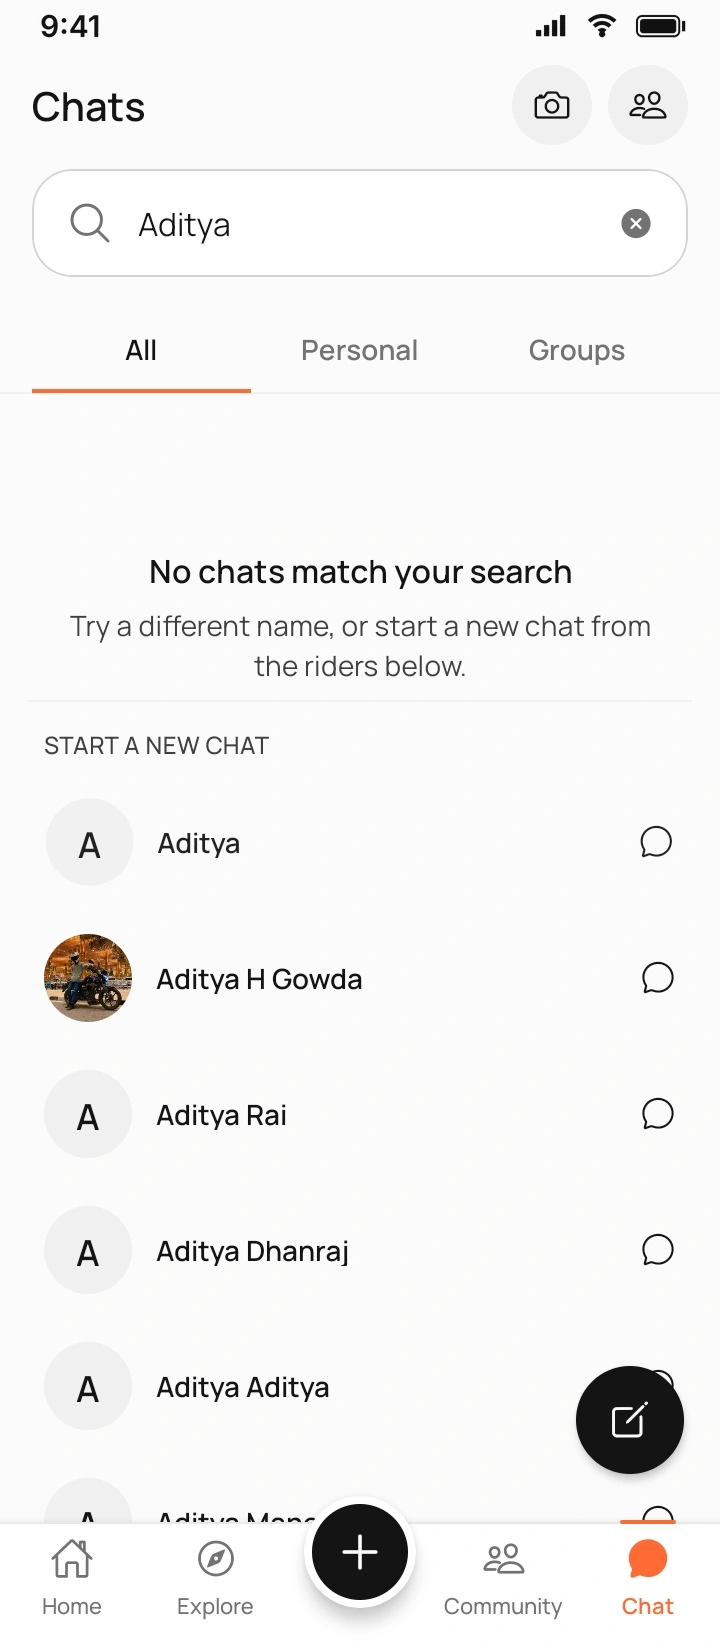 9:41
Chats
Aditya
All Personal Groups
No chats match your search
Try a different name, or start a new chat from
the riders below.
START A NEW CHAT
A Aditya
Aditya H Gowda
A Aditya Rai
A Aditya Dhanraj
A Aditya Aditya
A Aditya
Home Explore Community Chat